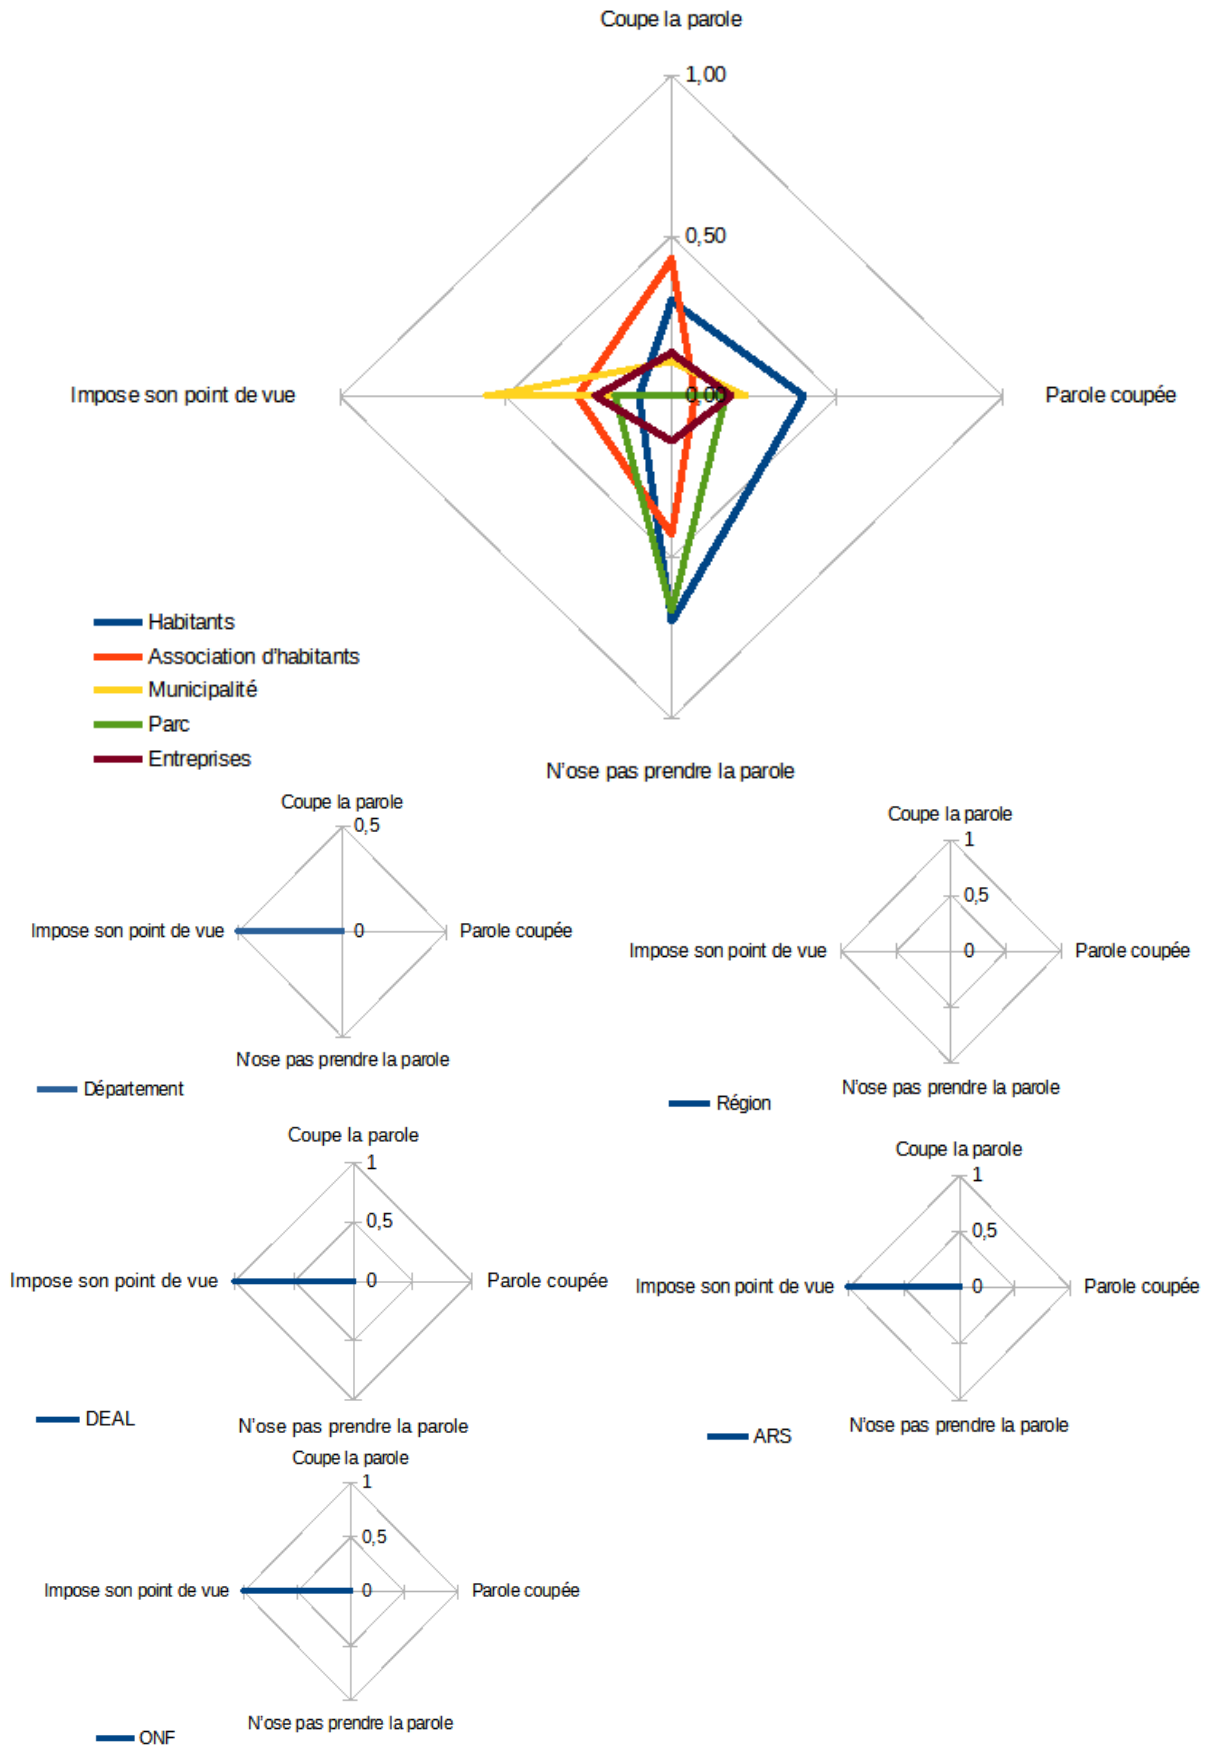 Coupe la parole
1,00
0,50
Impose son point de vue
0,00
Parole coupée
Habitants
Association d'habitants
Municipalité
Parc
Entreprises
N'ose pas prendre la parole
Coupe la parole
0,5
Impose son point de vue
0
Parole coupée
N'ose pas prendre la parole
Département
Coupe la parole
1
0,5
Impose son point de vue
0
Parole coupée
N'ose pas prendre la parole
Région
Coupe la parole
1
0,5
Impose son point de vue
0
Parole coupée
DEAL
N'ose pas prendre la parole
Coupe la parole
1
0,5
Impose son point de vue
0
Parole coupée
N'ose pas prendre la parole
ARS
Coupe la parole
1
0,5
Impose son point de vue
0
Parole coupée
N'ose pas prendre la parole
ONF